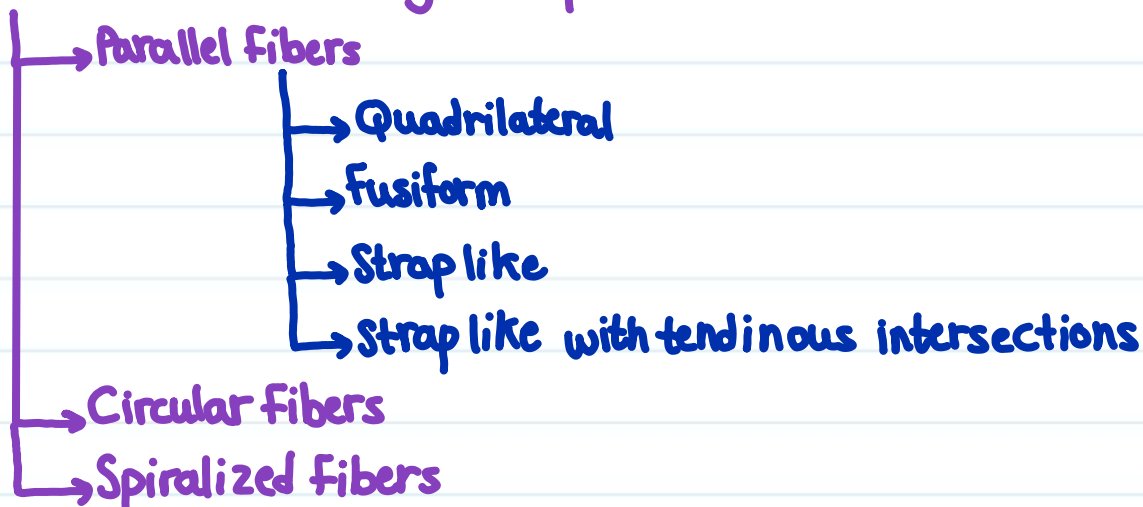 Parallel fibers
Quadrilateral
fusiform
Strap like
Strap like with tendinous intersections
Circular fibers
Spiralized fibers